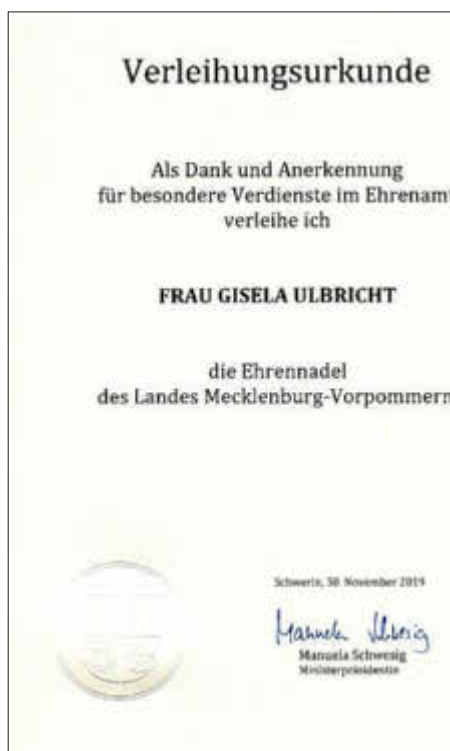 Verleihungsurkunde
Als Dank und Anerkennung
für besondere Verdienste im Ehrenamt
verleihe ich
FRAU GISELA ULBRICHT
die Ehrennadel
des Landes Mecklenburg-Vorpommern
Schwerin, 30. November 2019
Manuela Schwesig
Manuela Schwesig
Ministerpräsidentin